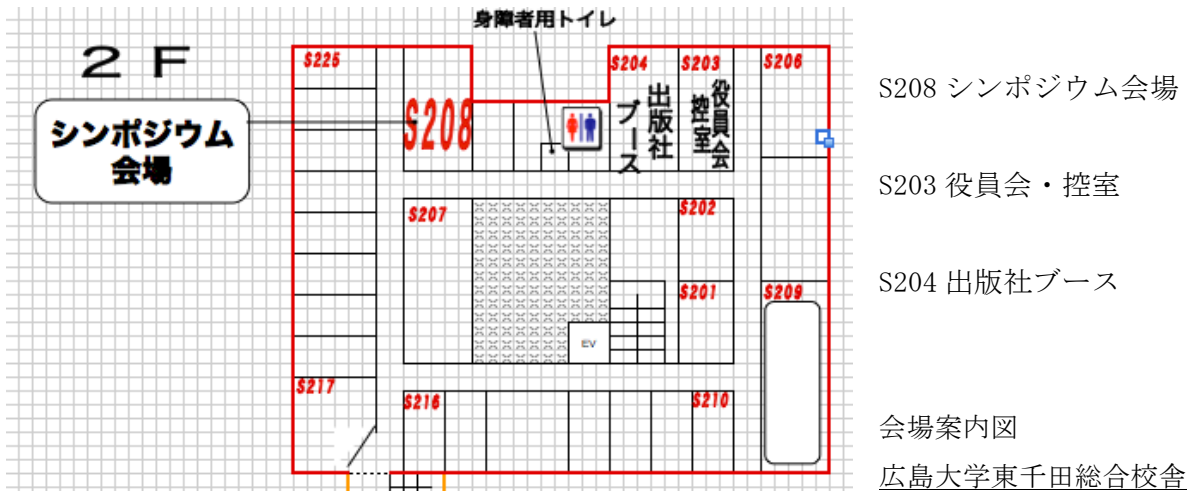 身障者用トイレ
2 F
シンポジウム
会場
S225
S208
S204
出版社
ブース
S203
役員会
控室
S206
S207
S202
S201
S209
EV
S217
S216
S210
S208 シンポジウム会場
S203 役員会・控室
S204 出版社ブース
会場案内図
広島大学東千田総合校舎